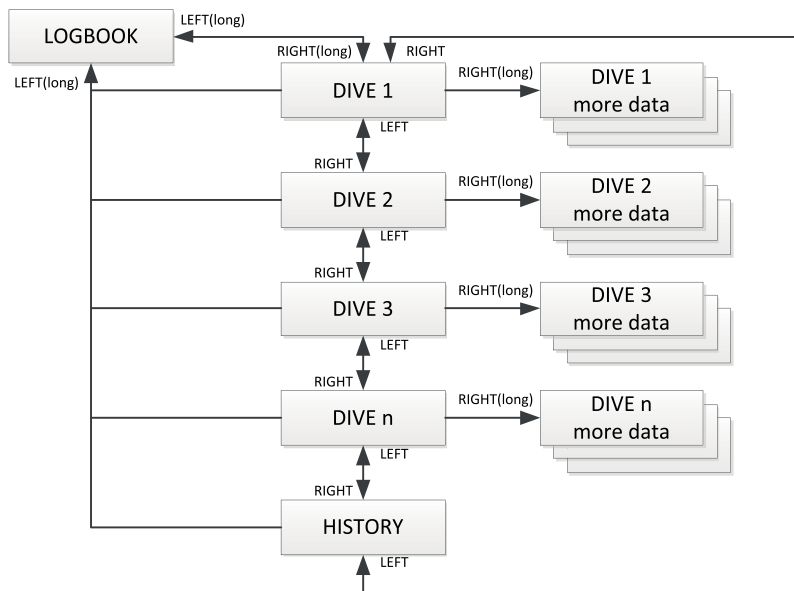 LEFT(long)
LOGBOOK
RIGHT(long)
RIGHT
LEFT(long)
DIVE 1
RIGHT(long)
DIVE 1
more data
LEFT
RIGHT
DIVE 2
RIGHT(long)
DIVE 2
more data
LEFT
RIGHT
DIVE 3
RIGHT(long)
DIVE 3
more data
LEFT
RIGHT
DIVE n
RIGHT(long)
DIVE n
more data
LEFT
RIGHT
HISTORY
LEFT